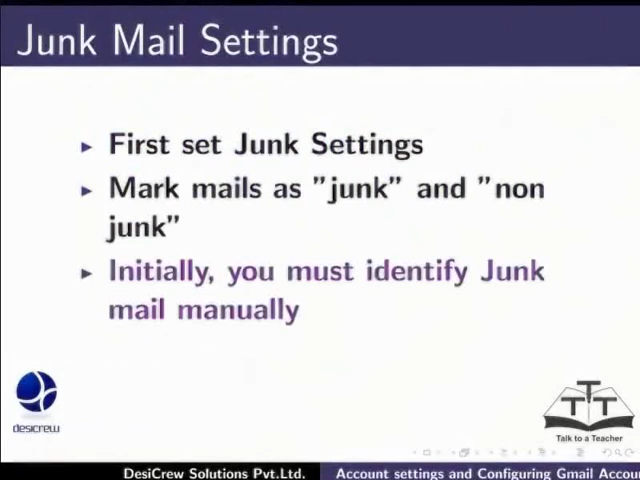 Junk Mail Settings
First set Junk Settings
Mark mails as "junk" and "non
junk"
Initially, you must identify Junk
mail manually
desicrew
TTT
Talk to a Teacher
DesiCrew Solutions Pvt.Ltd.
Account settings and Configuring Gmail Accou